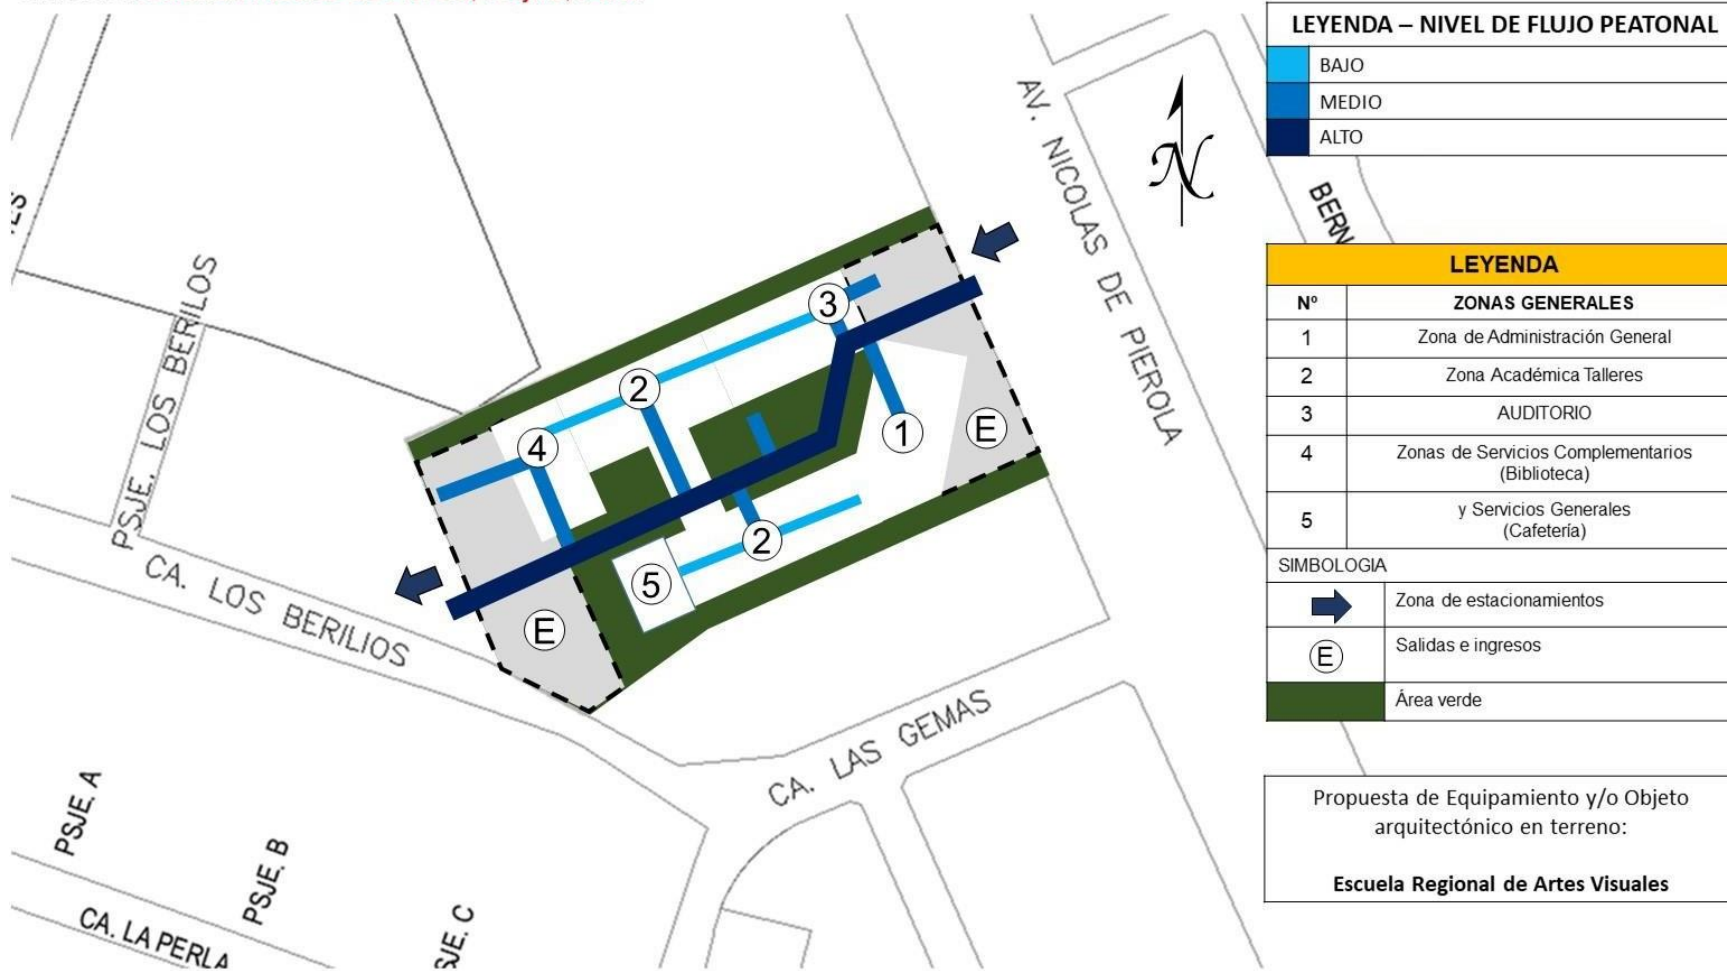 LEYENDA – NIVEL DE FLUJO PEATONAL
BAJO
MEDIO
ALTO
N
AV. NICOLAS DE PIEROLA
BERN
PSJE. LOS BERILOS
3
2
4
1
E
2
5
E
CA. LOS BERILIOS
CA. LAS GEMAS
PSJE. A
PSJE. B
CA. LA PERLA
LEYENDA
Nº ZONAS GENERALES
1 Zona de Administración General
2 Zona Académica Talleres
3 AUDITORIO
4 Zonas de Servicios Complementarios
(Biblioteca)
5 y Servicios Generales
(Cafetería)
SIMBOLOGIA
Zona de estacionamientos
E Salidas e ingresos
Área verde
Propuesta de Equipamiento y/o Objeto
arquitectónico en terreno:
Escuela Regional de Artes Visuales